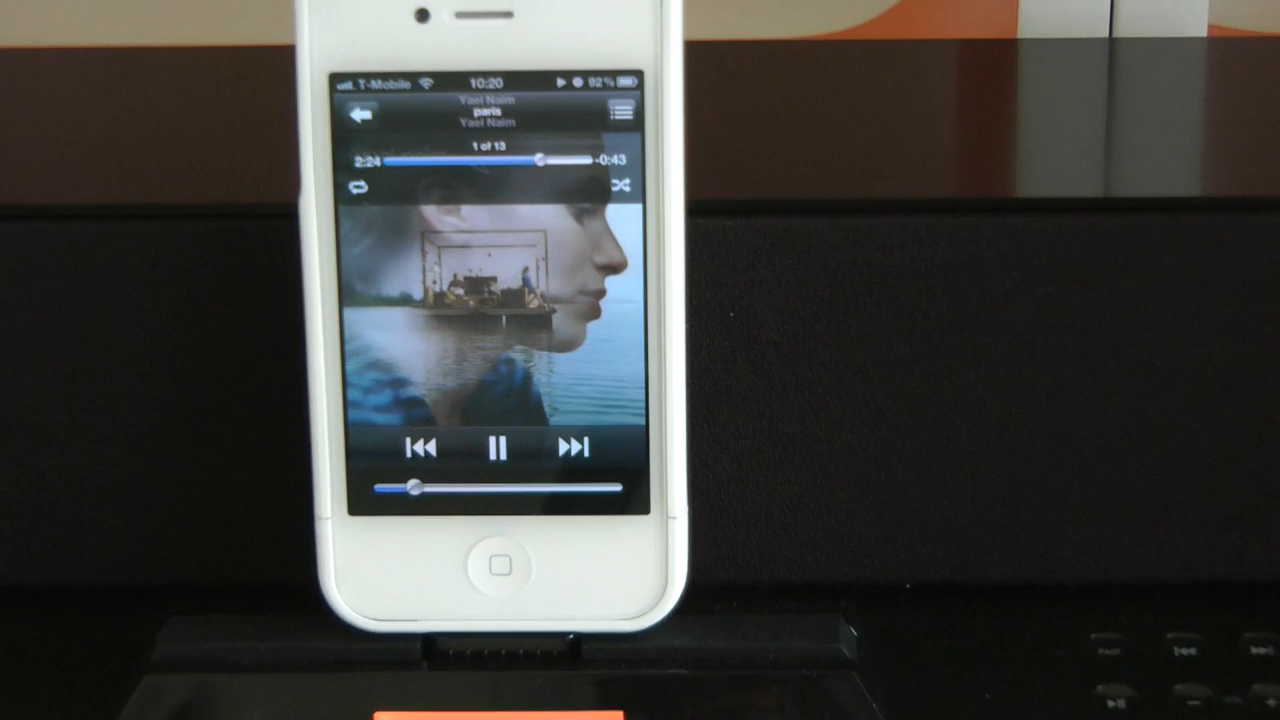 T-Mobile 10:20 92%
Yael Naim
paris
Yael Naim
1 of 13
2:24 -0:43